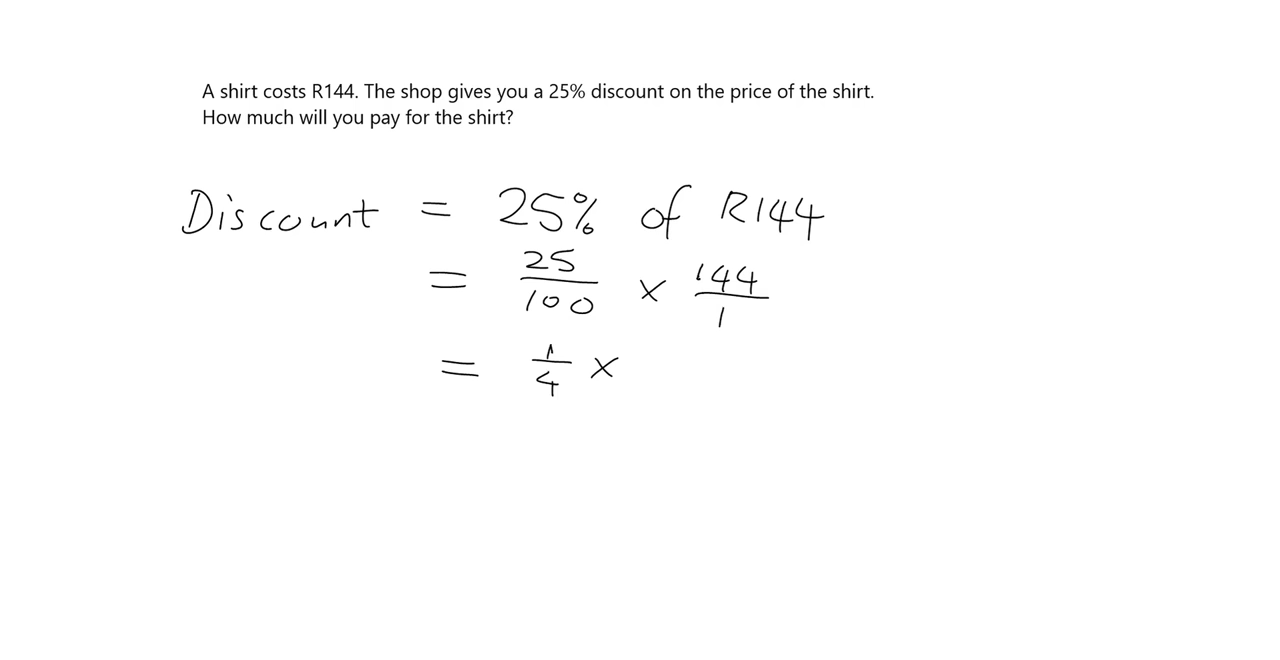 A shirt costs R144. The shop gives you a 25% discount on the price of the shirt.
How much will you pay for the shirt?
Discount = 25% of R144
= 25/100 × 144/1
= 1/4 ×